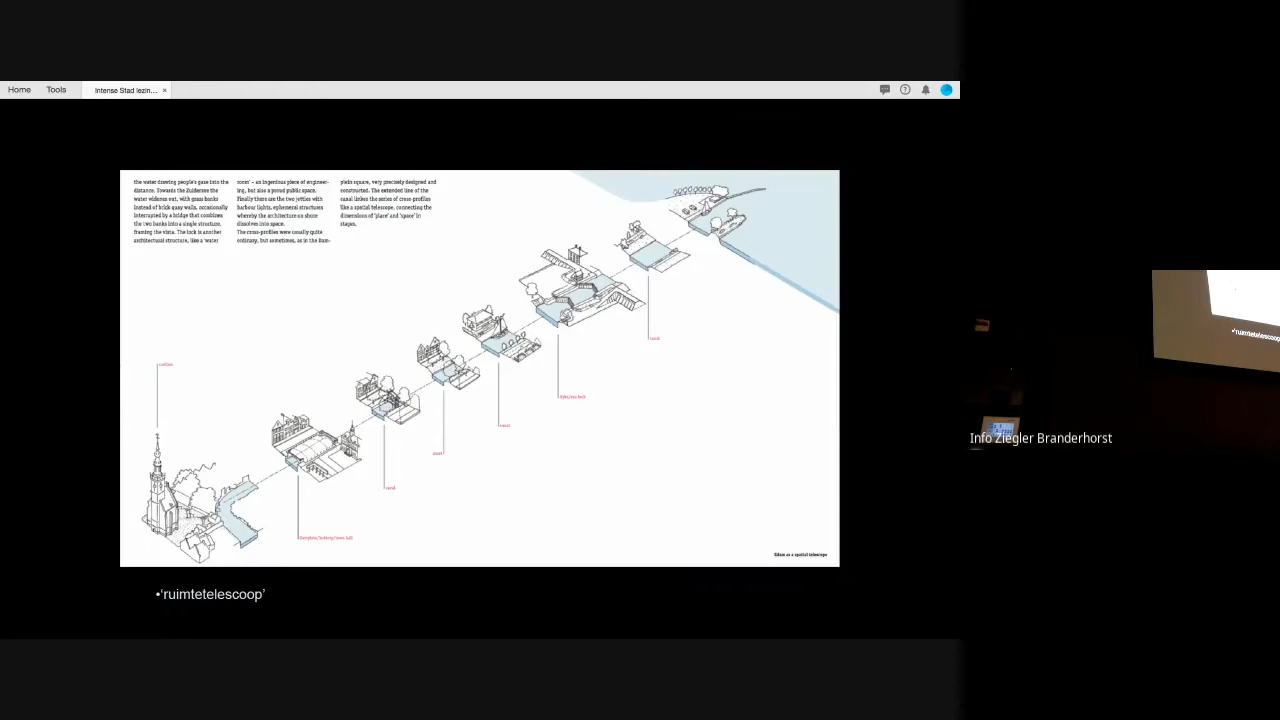 Home Tools Intense Stad lezin... ×
the water drawing people's gaze into the
distance. Towards the Zuiderzee the
water widenes out, with grass banks
instead of brick quay walls, occasionally
interrupted by a bridge that combines
the two banks into a single structure,
framing the vista. The lock is another
architectural structure, like a 'water
room' – an ingenious piece of engineer-
ing, but also a proud public space.
Finally there are the two jetties with
harbour lights, ephemeral structures
whereby the architecture on shore
dissolves into space.
The cross-profiles were usually quite
ordinary, but sometimes, as in the Dam-
plein square, very precisely designed and
constructed. The extended line of the
canal linkes the series of cross-profiles
like a spatial telescope, connecting the
dimensions of 'place' and 'space' in
stages.
canal
Edam as a spatial telescope
•'ruimtetelescoop'
Info Ziegler Branderhorst
•'ruimtetelescoop